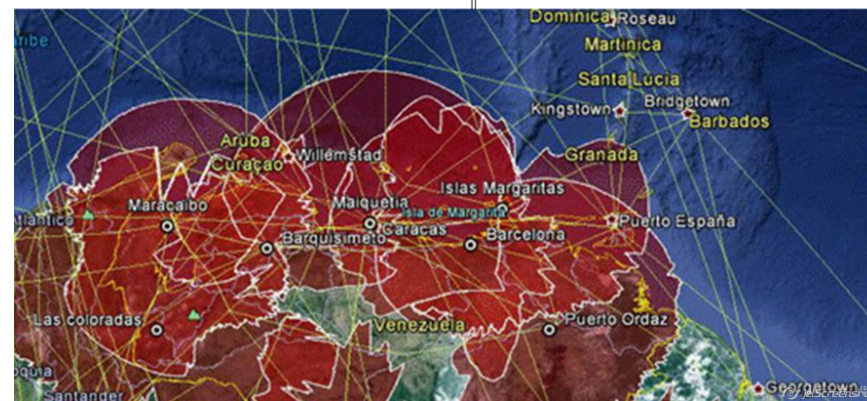 Dominica
Roseau
Martinica
Santa Lucia
Kingstown
Bridgetown
Barbados
Aruba
Curaçao
Willemstad
Granada
Islas Margaritas
Maracaibo
Maiquetia
Isla de Margarita
Atlántico
Puerto España
Caracas
Barquisimeto
Barcelona
Las coloradas
Venezuela
Puerto Ordaz
Santander
Georgetown